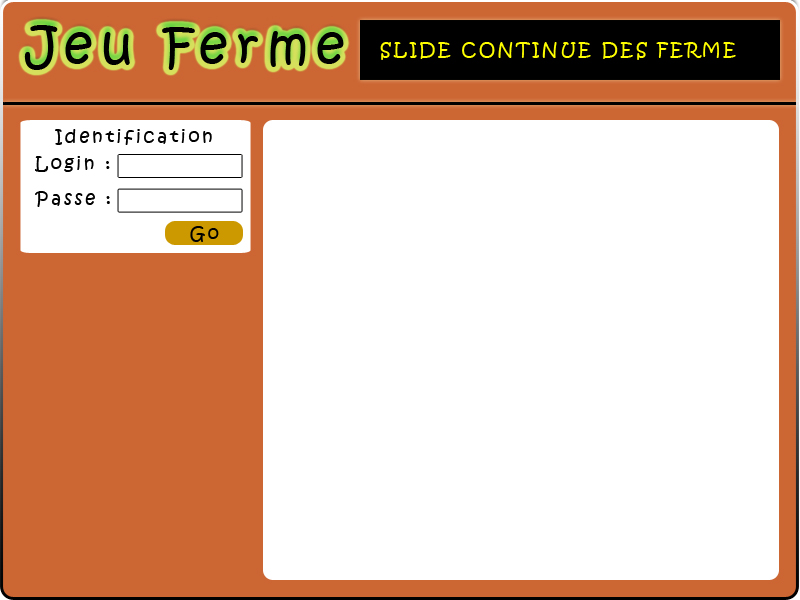 Jeu Ferme
SLIDE CONTINUE DES FERME
Identification
Login :
Passe :
Go